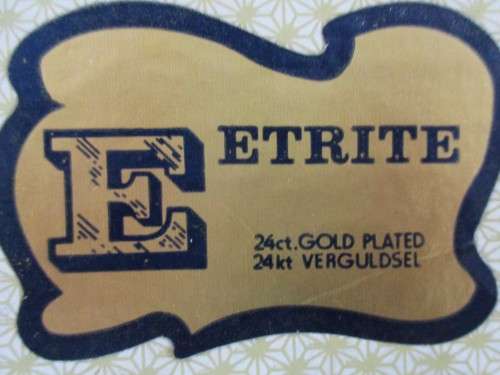 E ETRITE
24ct. GOLD PLATED
24kt VERGULDSEL